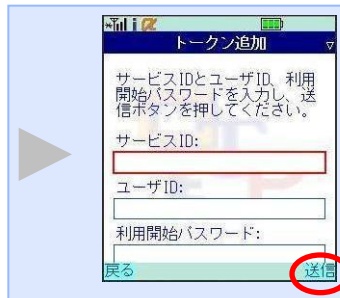 トークン追加
サービスIDとユーザID、利用
開始パスワードを入力し、送
信ボタンを押してください。
サービスID:
ユーザID:
利用開始パスワード:
戻る 送信